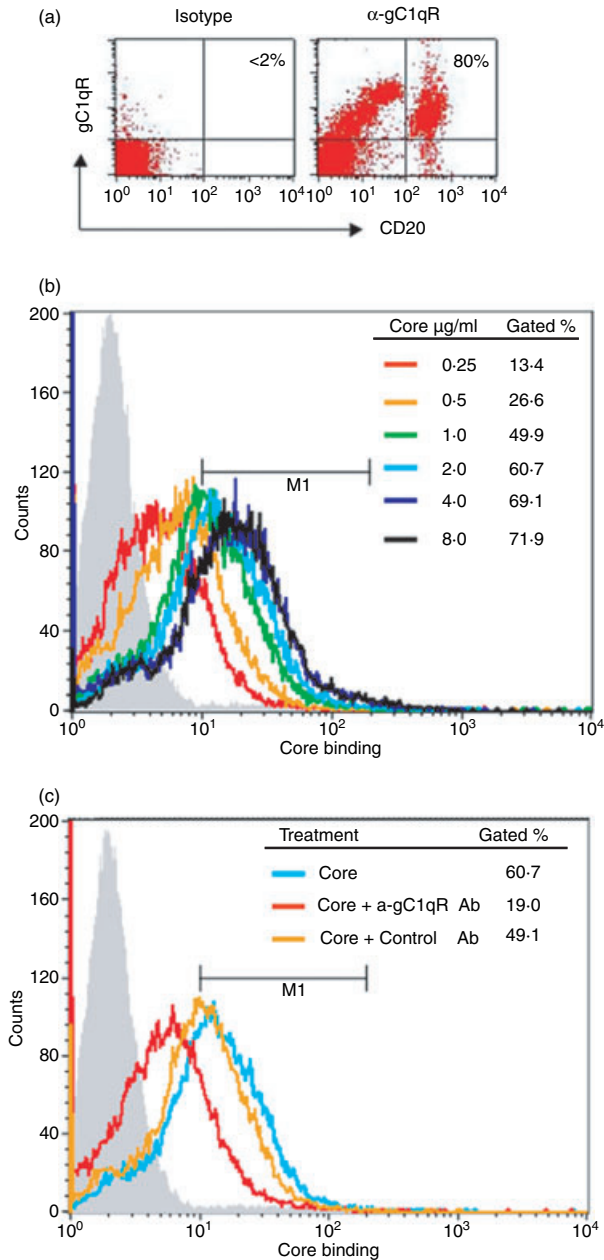 (a)
Isotype
α-gC1qR
gC1qR
<2%
80%
10^0 10^1 10^2 10^3 10^4
10^0 10^1 10^2 10^3 10^4
CD20
(b)
200
160
120
80
40
0
Counts
Core µg/ml Gated %
0·25 13·4
0·5 26·6
1·0 49·9
2·0 60·7
4·0 69·1
8·0 71·9
M1
10^0 10^1 10^2 10^3 10^4
Core binding
(c)
200
160
120
80
40
0
Counts
Treatment Gated %
Core 60·7
Core + a-gC1qR Ab 19·0
Core + Control Ab 49·1
M1
10^0 10^1 10^2 10^3 10^4
Core binding